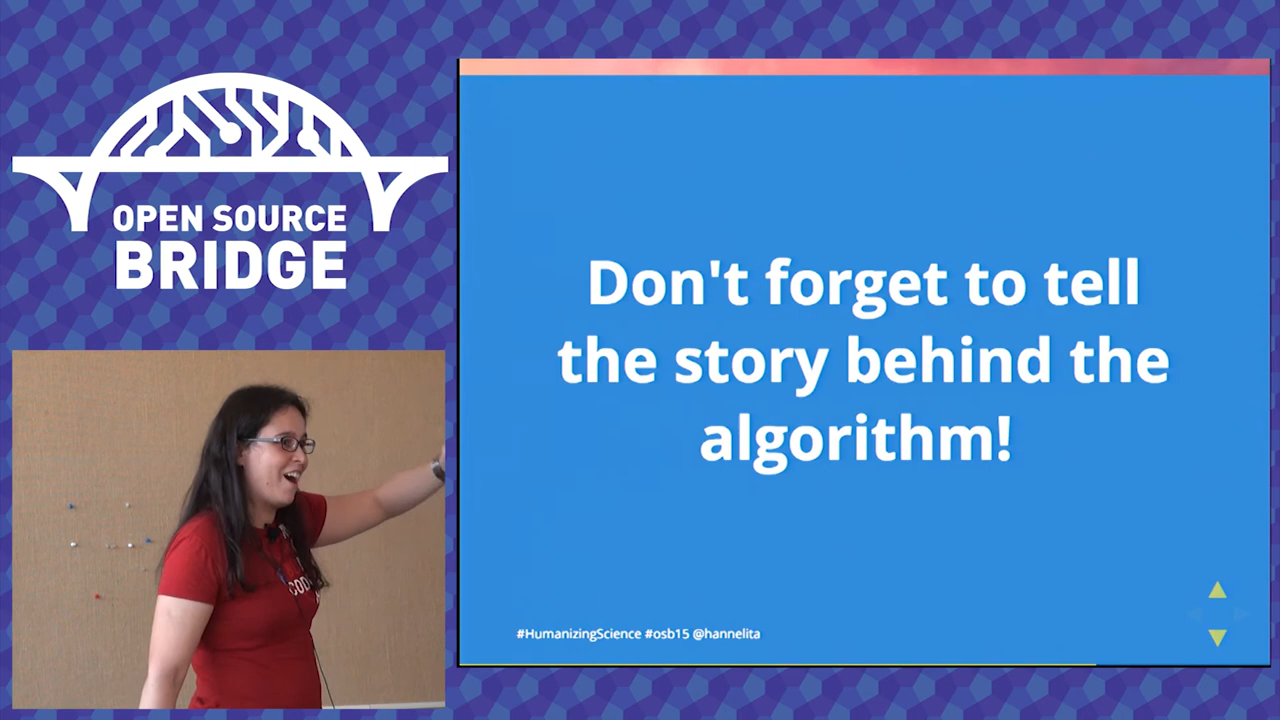 OPEN SOURCE
BRIDGE
Don't forget to tell
the story behind the
algorithm!
#HumanizingScience #osb15 @hannelita